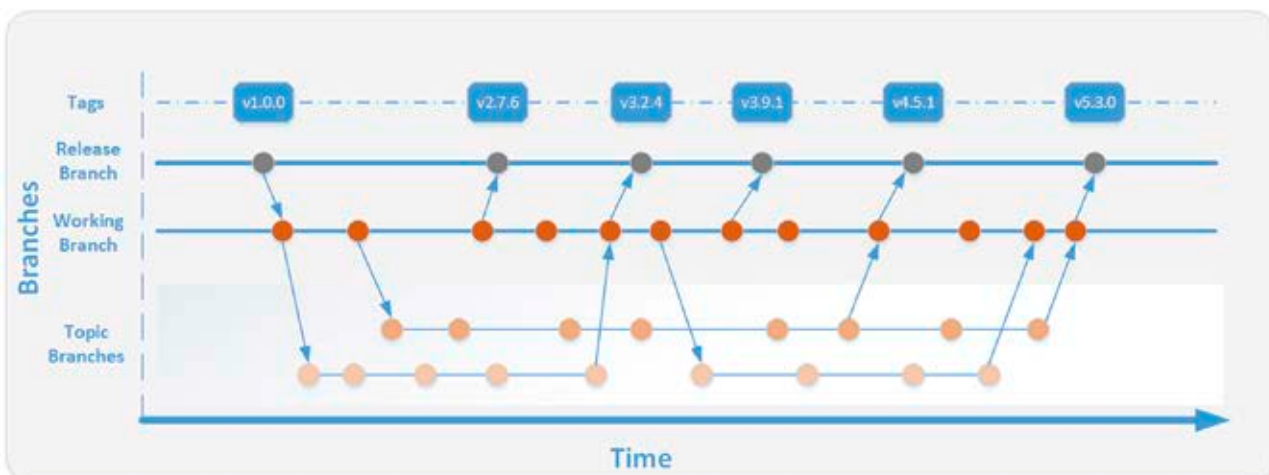 Tags
v1.0.0
v2.7.6
v3.2.4
v3.9.1
v4.5.1
v5.3.0
Release
Branch
Working
Branch
Branches
Topic
Branches
Time